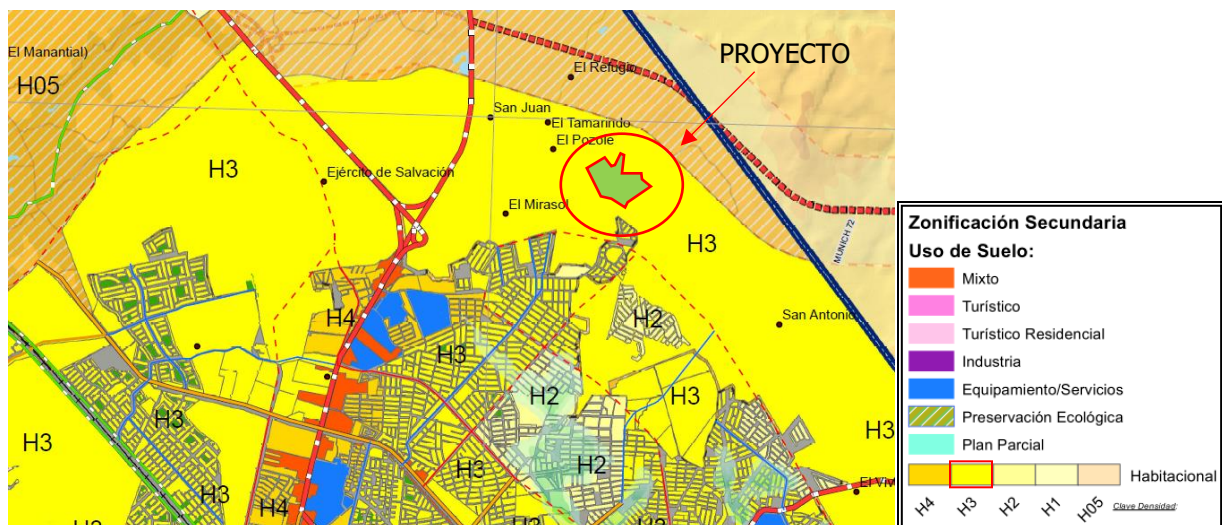 El Manantial)
H05
PROYECTO
El Refugio
San Juan
El Tamarindo
El Pozole
H3
Ejército de Salvación
El Mirasol
H3
MUNICH 72
San Antonio
H4
H2
H3
H2
H3
H3
H3
H3
H2
H3
H3
H4
H3
H3
Zonificación Secundaria
Uso de Suelo:
Mixto
Turístico
Turístico Residencial
Industria
Equipamiento/Servicios
Preservación Ecológica
Plan Parcial
Habitacional
H4 H3 H2 H1 H05 Clave Densidad: